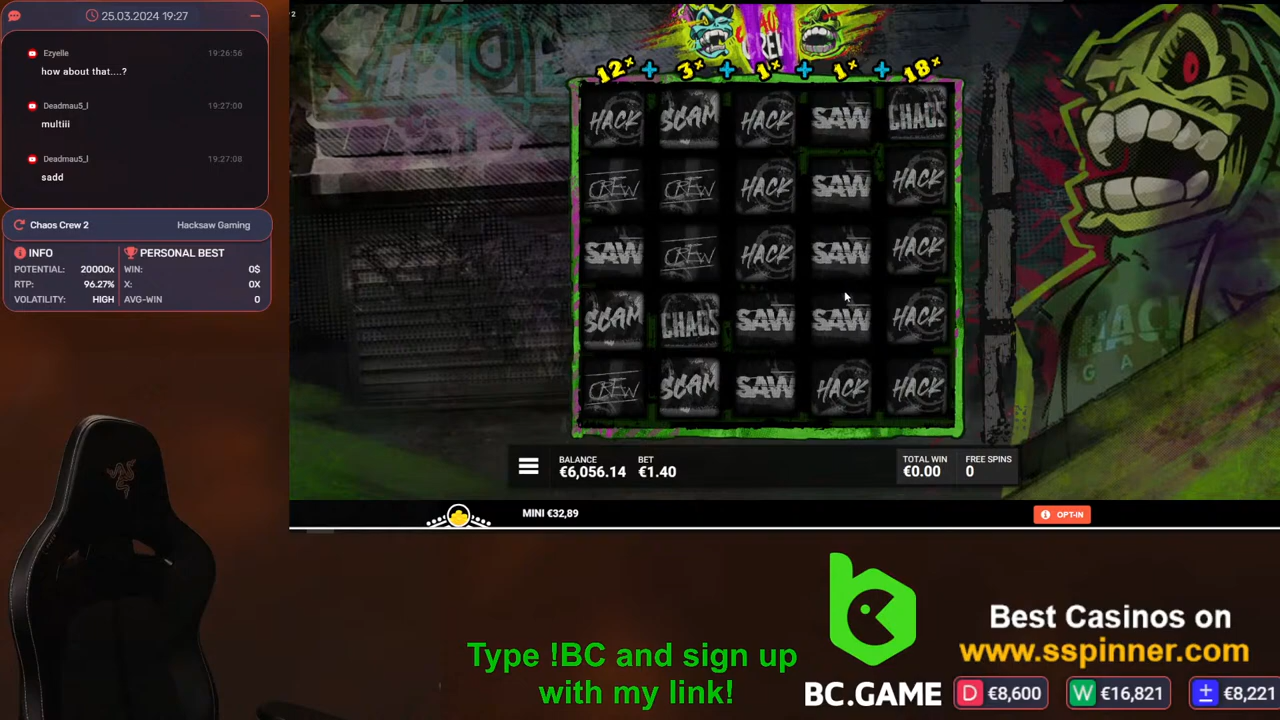 25.03.2024 19:27
Ezyelle 19:26:56
how about that....?
Deadmau5_l 19:27:00
multiii
Deadmau5_l 19:27:08
sadd
Chaos Crew 2 Hacksaw Gaming
INFO PERSONAL BEST
POTENTIAL: 20000x WIN: 0$
RTP: 96.27% X: 0X
VOLATILITY: HIGH AVG-WIN 0
2
CREW
12x + 3x + 1x + 1x + 18x
HACK SCAM HACK SAW CHAOS
CREW CREW HACK SAW HACK
SAW CREW HACK SAW HACK
SCAM CHAOS SAW SAW HACK
CREW SCAM SAW HACK HACK
BALANCE BET TOTAL WIN FREE SPINS
€6,056.14 €1.40 €0.00 0
MINI €32,89 OPT-IN
Type !BC and sign up
with my link!
BC.GAME
Best Casinos on
www.sspinner.com
D €8,600 W €16,821 ± €8,221